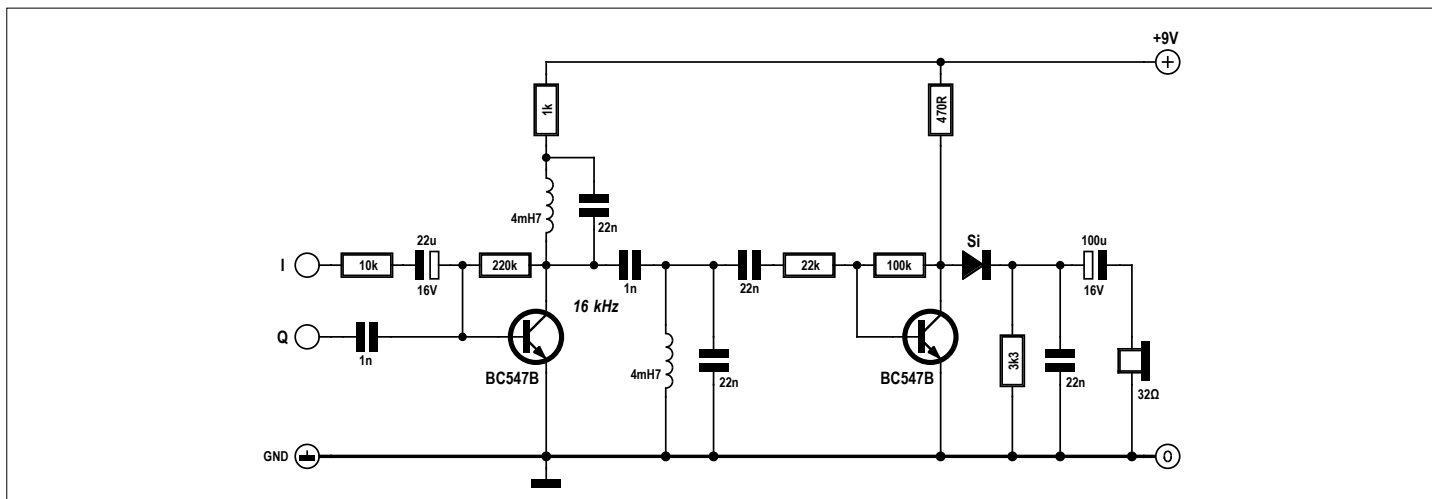 +9V
1k
470R
4mH7
22n
22u
Si
100u
I
10k
220k
22k
100k
16V
1n
22n
16V
16 kHz
Q
1n
BC547B
4mH7
22n
BC547B
3k3
22n
32Ω
GND
O